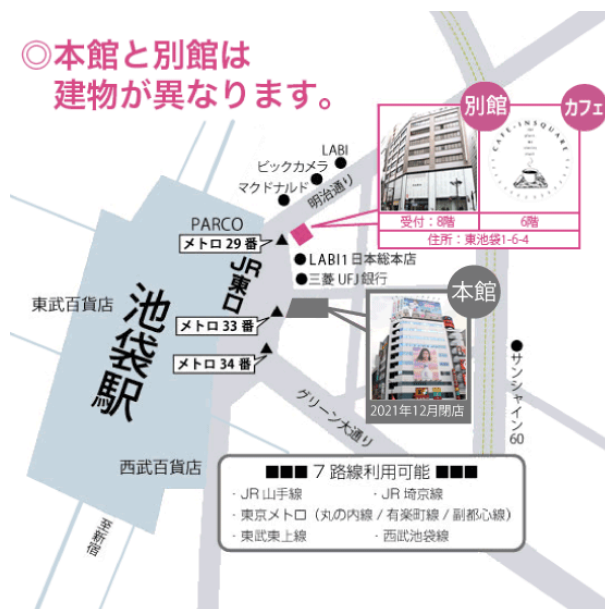 ◎本館と別館は
建物が異なります。
別館
カフェ
CAFE・INSQUARE
受付：8階
6階
住所：東池袋1-6-4
LABI
ビックカメラ
マクドナルド
明治通り
PARCO
メトロ 29 番
JR東口
LABI1 日本総本店
三菱 UFJ 銀行
本館
2021年12月閉店
東武百貨店
池袋駅
メトロ 33 番
メトロ 34 番
サンシャイン60
グリーン大通り
西武百貨店
至新宿
■■■ 7 路線利用可能 ■■■
・JR 山手線
・JR 埼京線
・東京メトロ（丸の内線 / 有楽町線 / 副都心線）
・東武東上線
・西武池袋線